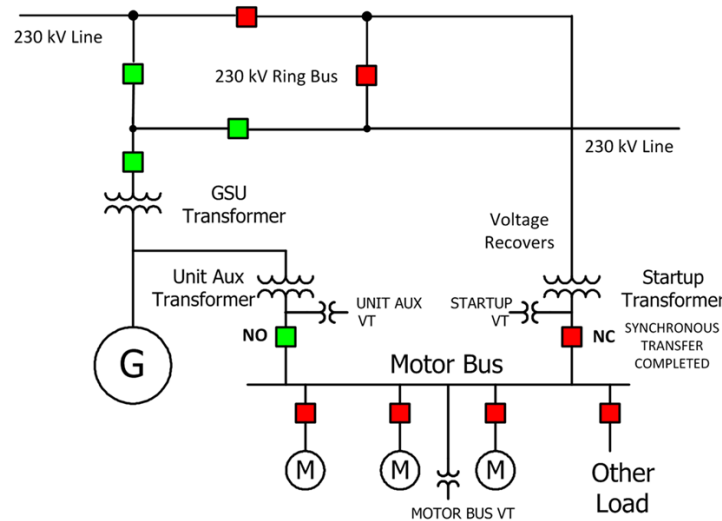 230 kV Line
230 kV Ring Bus
230 kV Line
GSU
Transformer
Voltage
Recovers
Unit Aux
Transformer
UNIT AUX
VT
STARTUP
VT
Startup
Transformer
NO
NC
SYNCHRONOUS
TRANSFER
COMPLETED
G
Motor Bus
M
M
M
MOTOR BUS VT
Other
Load